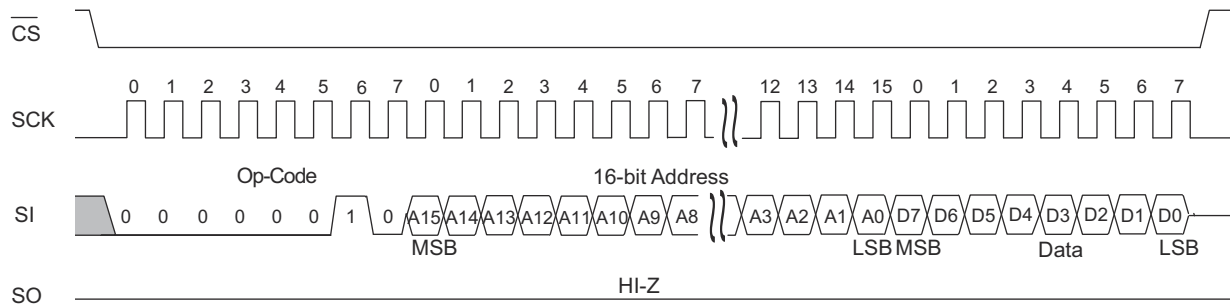 CS
0 1 2 3 4 5 6 7 0 1 2 3 4 5 6 7 12 13 14 15 0 1 2 3 4 5 6 7
SCK
Op-Code 16-bit Address
SI 0 0 0 0 0 0 1 0 A15 A14 A13 A12 A11 A10 A9 A8 A3 A2 A1 A0 D7 D6 D5 D4 D3 D2 D1 D0
MSB LSB MSB Data LSB
HI-Z
SO